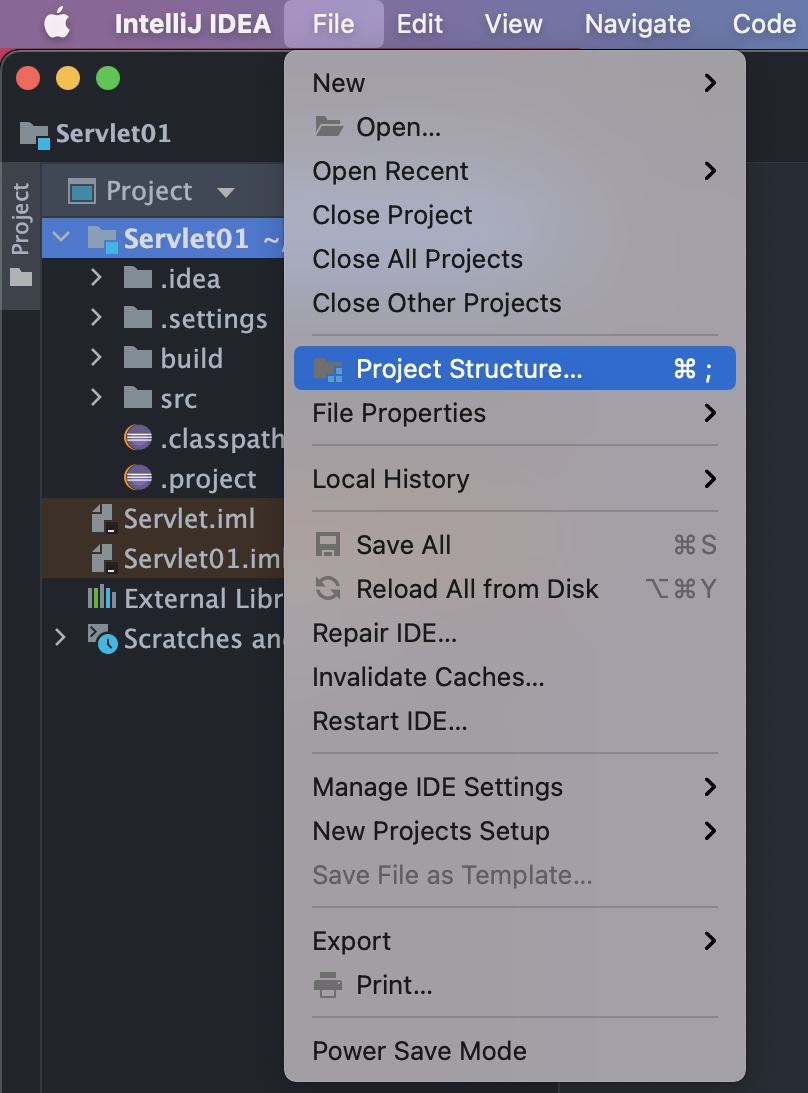 IntelliJ IDEA File Edit View Navigate Code
Servlet01
Project
Project
Servlet01 ~/
.idea
.settings
build
src
.classpath
.project
Servlet.iml
Servlet01.iml
External Libr
Scratches an
New
Open...
Open Recent
Close Project
Close All Projects
Close Other Projects
Project Structure... ⌘ ;
File Properties
Local History
Save All ⌘S
Reload All from Disk ⌥⌘Y
Repair IDE...
Invalidate Caches...
Restart IDE...
Manage IDE Settings
New Projects Setup
Save File as Template...
Export
Print...
Power Save Mode